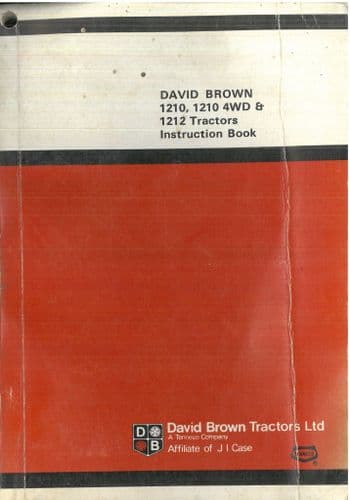 DAVID BROWN
1210, 1210 4WD &
1212 Tractors
Instruction Book
D
B
David Brown Tractors Ltd
A Tenneco Company
Affiliate of J I Case